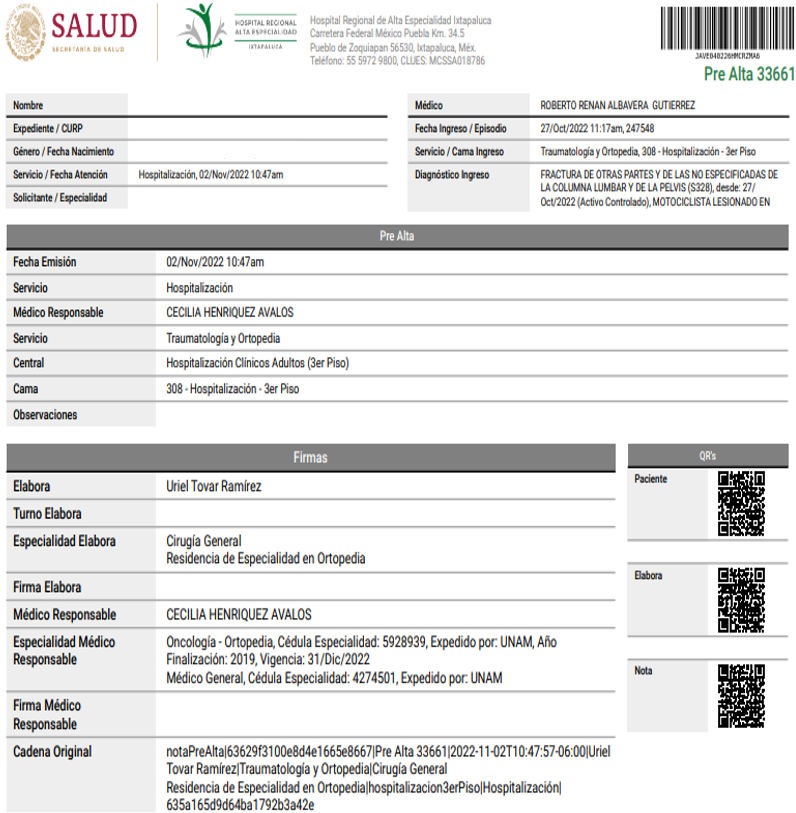 SALUD
SECRETARÍA DE SALUD
HOSPITAL REGIONAL
ALTA ESPECIALIDAD
IXTAPALUCA
Hospital Regional de Alta Especialidad Ixtapaluca
Carretera Federal México Puebla Km. 34.5
Pueblo de Zoquiapan 56530, Ixtapaluca, Méx.
Teléfono: 55 5972 9800, CLUES: MCSSA018786
JAVE040226HMCRZMA6
Pre Alta 33661
Nombre
Expediente / CURP
Género / Fecha Nacimiento
Servicio / Fecha Atención Hospitalización, 02/Nov/2022 10:47am
Solicitante / Especialidad
Médico ROBERTO RENAN ALBAVERA GUTIERREZ
Fecha Ingreso / Episodio 27/Oct/2022 11:17am, 247548
Servicio / Cama Ingreso Traumatología y Ortopedia, 308 - Hospitalización - 3er Piso
Diagnóstico Ingreso FRACTURA DE OTRAS PARTES Y DE LAS NO ESPECIFICADAS DE
LA COLUMNA LUMBAR Y DE LA PELVIS (S328), desde: 27/
Oct/2022 (Activo Controlado), MOTOCICLISTA LESIONADO EN
Pre Alta
Fecha Emisión 02/Nov/2022 10:47am
Servicio Hospitalización
Médico Responsable CECILIA HENRIQUEZ AVALOS
Servicio Traumatología y Ortopedia
Central Hospitalización Clínicos Adultos (3er Piso)
Cama 308 - Hospitalización - 3er Piso
Observaciones
Firmas
Elabora Uriel Tovar Ramírez
Turno Elabora
Especialidad Elabora Cirugía General
Residencia de Especialidad en Ortopedia
Firma Elabora
Médico Responsable CECILIA HENRIQUEZ AVALOS
Especialidad Médico Responsable Oncología - Ortopedia, Cédula Especialidad: 5928939, Expedido por: UNAM, Año
Finalización: 2019, Vigencia: 31/Dic/2022
Médico General, Cédula Especialidad: 4274501, Expedido por: UNAM
Firma Médico
Responsable
Cadena Original notaPreAlta|63629f3100e8d4e1665e8667|Pre Alta 33661|2022-11-02T10:47:57-06:00|Uriel
Tovar Ramírez|Traumatología y Ortopedia|Cirugía General
Residencia de Especialidad en Ortopedia|hospitalizacion3erPiso|Hospitalización|
635a165d9d64ba1792b3a42e
QR's
Paciente
Elabora
Nota